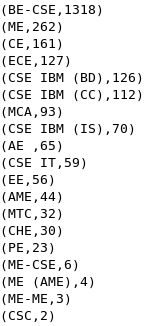 (BE-CSE,1318)
(ME,262)
(CE,161)
(ECE,127)
(CSE IBM (BD),126)
(CSE IBM (CC),112)
(MCA,93)
(CSE IBM (IS),70)
(AE ,65)
(CSE IT,59)
(EE,56)
(AME,44)
(MTC,32)
(CHE,30)
(PE,23)
(ME-CSE,6)
(ME (AME),4)
(ME-ME,3)
(CSC,2)